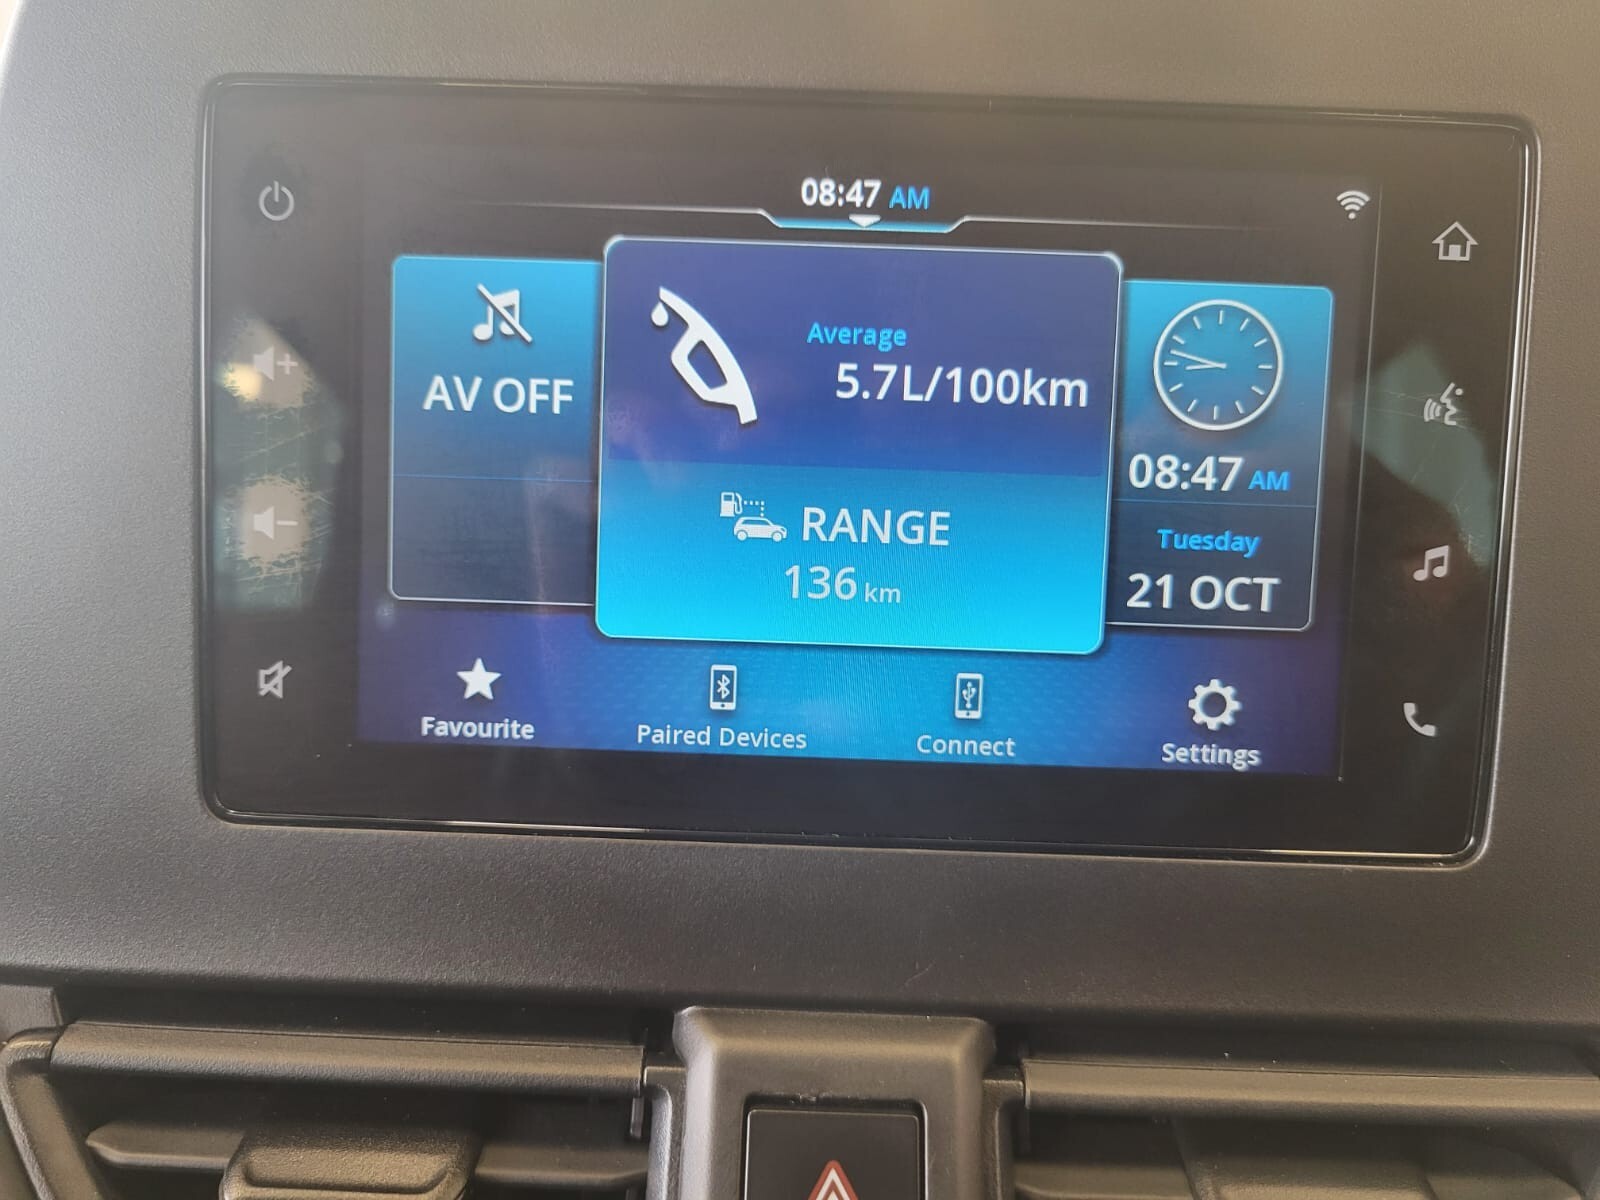 08:47 AM
AV OFF
Average
5.7L/100km
RANGE
136 km
08:47 AM
Tuesday
21 OCT
Favourite
Paired Devices
Connect
Settings